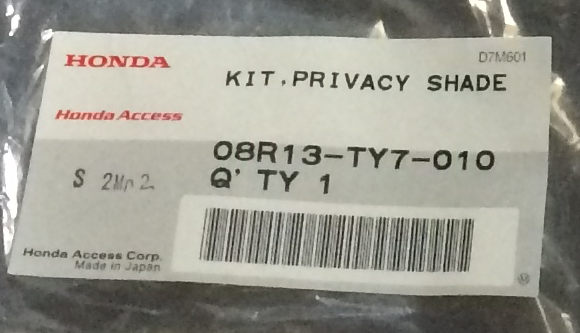 HONDA
D7M601
KIT,PRIVACY SHADE
Honda Access
08R13-TY7-010
Q'TY 1
S
Honda Access Corp.
Made in Japan